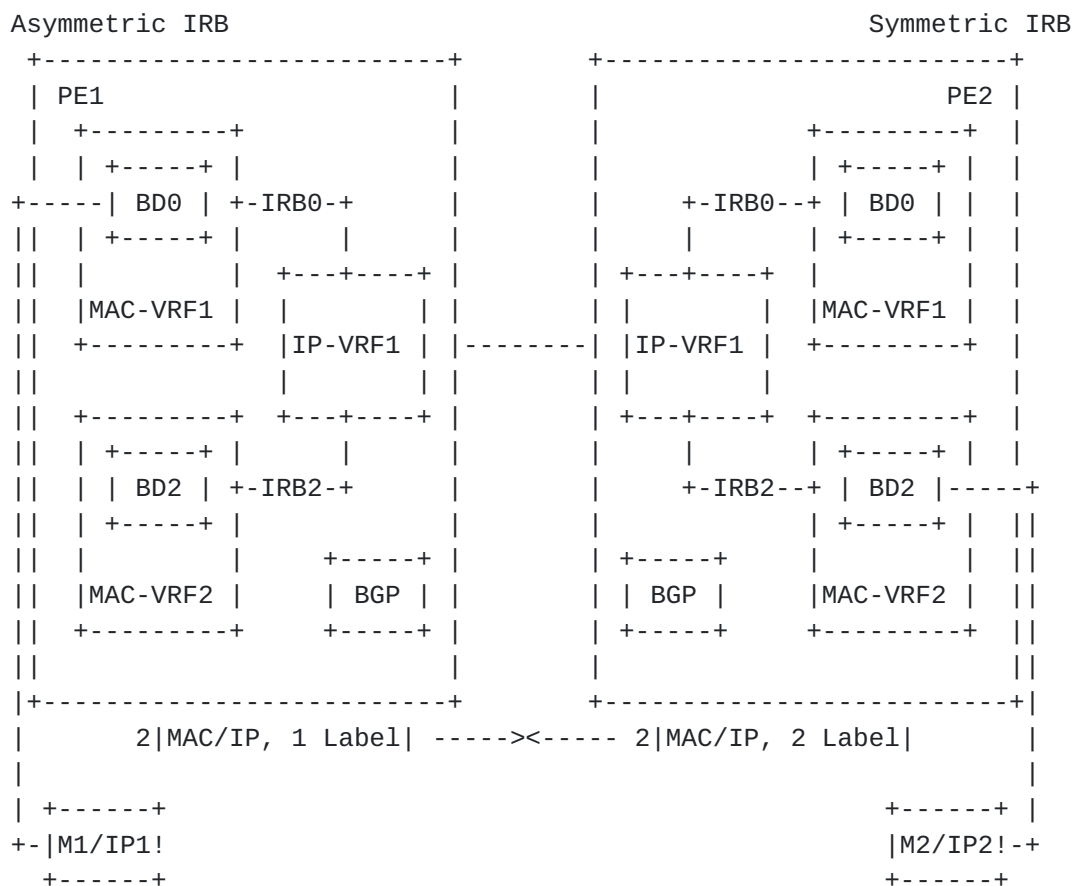 Asymmetric IRB Symmetric IRB
PE1 PE2
BD0 IRB0 IRB0 BD0
MAC-VRF1 MAC-VRF1
IP-VRF1 IP-VRF1
BD2 IRB2 IRB2 BD2
BGP BGP
MAC-VRF2 MAC-VRF2
2|MAC/IP, 1 Label| -----><----- 2|MAC/IP, 2 Label|
M1/IP1! M2/IP2!